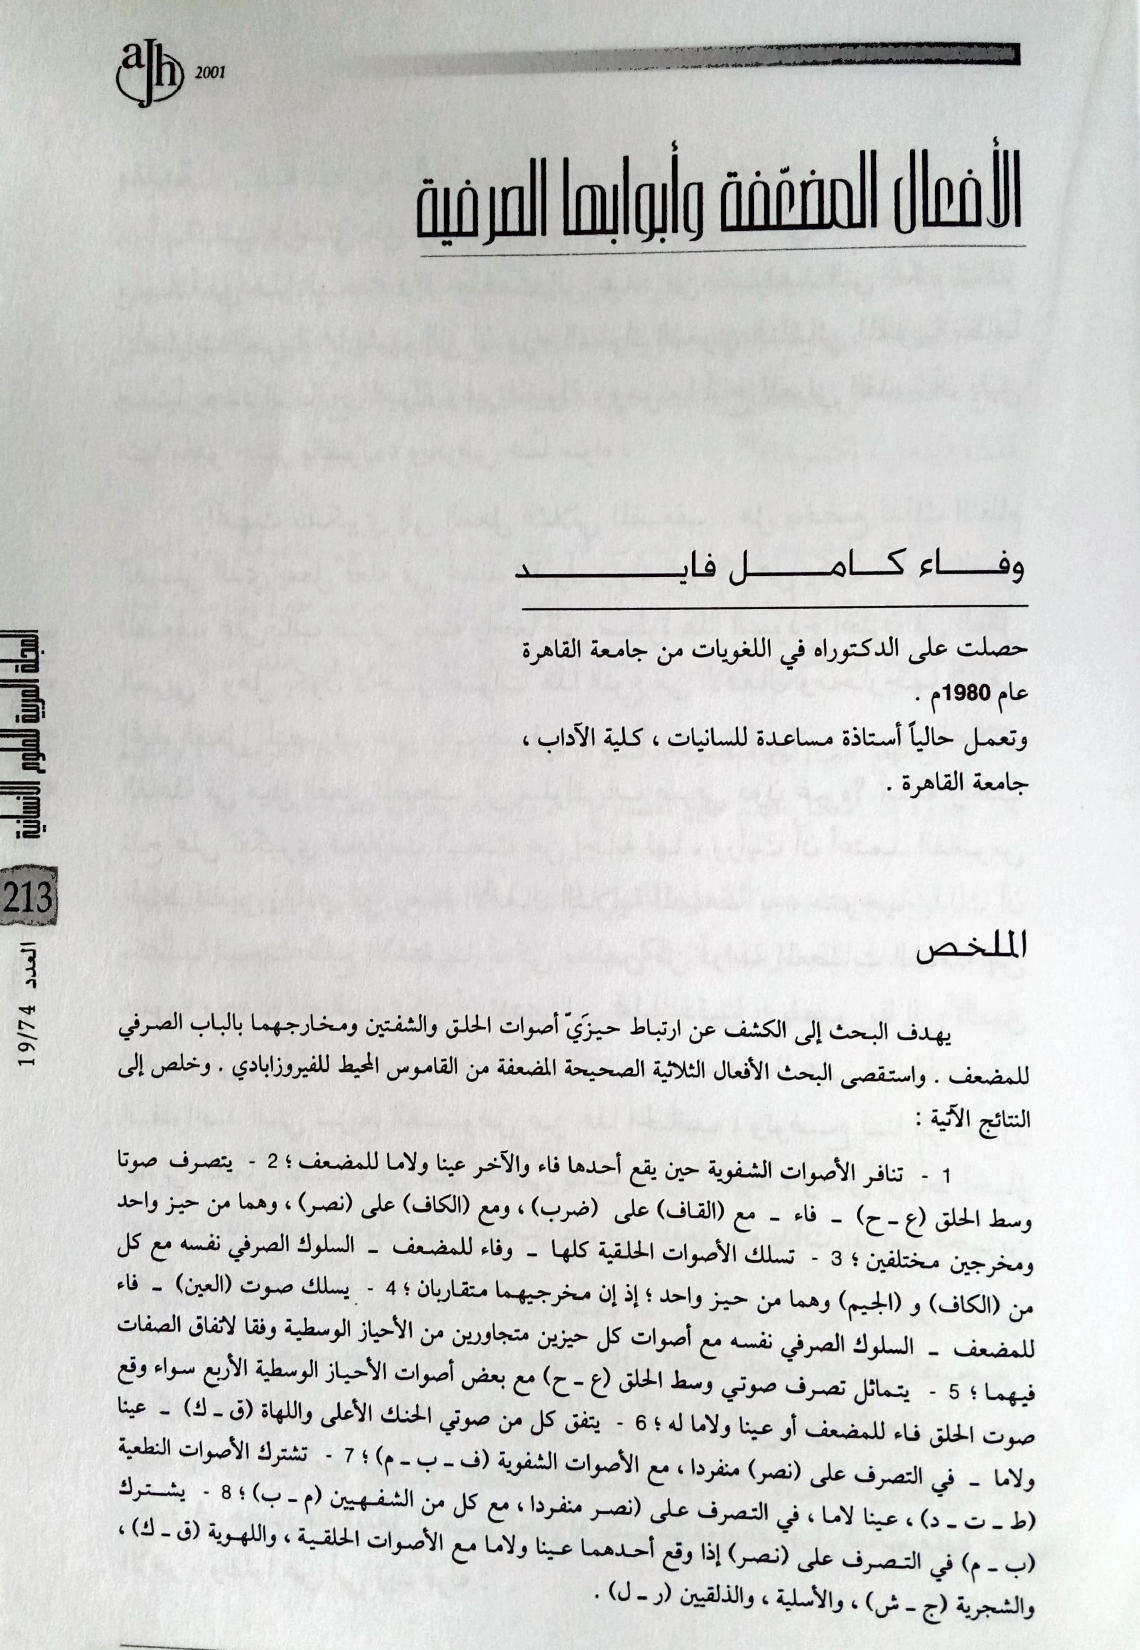 ajh 2001
الأفعال المضعّفة وأبوابها الصرفية
وفاء كامل فايد
حصلت على الدكتوراه في اللغويات من جامعة القاهرة
عام 1980م .
وتعمل حالياً أستاذة مساعدة للسانيات ، كلية الآداب ،
جامعة القاهرة .
المجلة العربية للعلوم الإنسانية
213
العدد 19/74
الملخص
يهدف البحث إلى الكشف عن ارتباط حيزَيّ أصوات الحلق والشفتين ومخارجهما بالباب الصرفي
للمضعف . واستقصى البحث الأفعال الثلاثية الصحيحة المضعفة من القاموس المحيط للفيروزابادي . وخلص إلى
النتائج الآتية :
1 - تنافر الأصوات الشفوية حين يقع أحدها فاء والآخر عينا ولاما للمضعف ؛ 2 - يتصرف صوتا
وسط الحلق (ع ـ ح) ـ فاء ـ مع (القاف) على (ضرب) ، ومع (الكاف) على (نصر) ، وهما من حيز واحد
ومخرجين مختلفين ؛ 3 - تسلك الأصوات الحلقية كلها ـ وفاء للمضعف ـ السلوك الصرفي نفسه مع كل
من (الكاف) و (الجيم) وهما من حيز واحد ؛ إذ إن مخرجيهما متقاربان ؛ 4 - يسلك صوت (العين) ـ فاء
للمضعف ـ السلوك الصرفي نفسه مع أصوات كل حيزين متجاورين من الأحياز الوسطية وفقا لاتفاق الصفات
فيهما ؛ 5 - يتماثل تصرف صوتي وسط الحلق (ع ـ ح) مع بعض أصوات الأحياز الوسطية الأربع سواء وقع
صوت الحلق فاء للمضعف أو عينا ولاما له ؛ 6 - يتفق كل من صوتي الحنك الأعلى واللهاة (ق ـ ك) ـ عينا
ولاما ـ في التصرف على (نصر) منفردا ، مع الأصوات الشفوية (ف ـ ب ـ م) ؛ 7 - تشترك الأصوات النطعية
(ط ـ ت ـ د) ، عينا لاما ، في التصرف على (نصر منفردا ، مع كل من الشفهيين (م ـ ب) ؛ 8 - يشترك
(ب ـ م) في التصرف على (نصر) إذا وقع أحدهما عينا ولاما مع الأصوات الحلقية ، واللهوية (ق ـ ك) ،
والشجرية (ج ـ ش) ، والأسلية ، والذلقيين (ر ـ ل) .